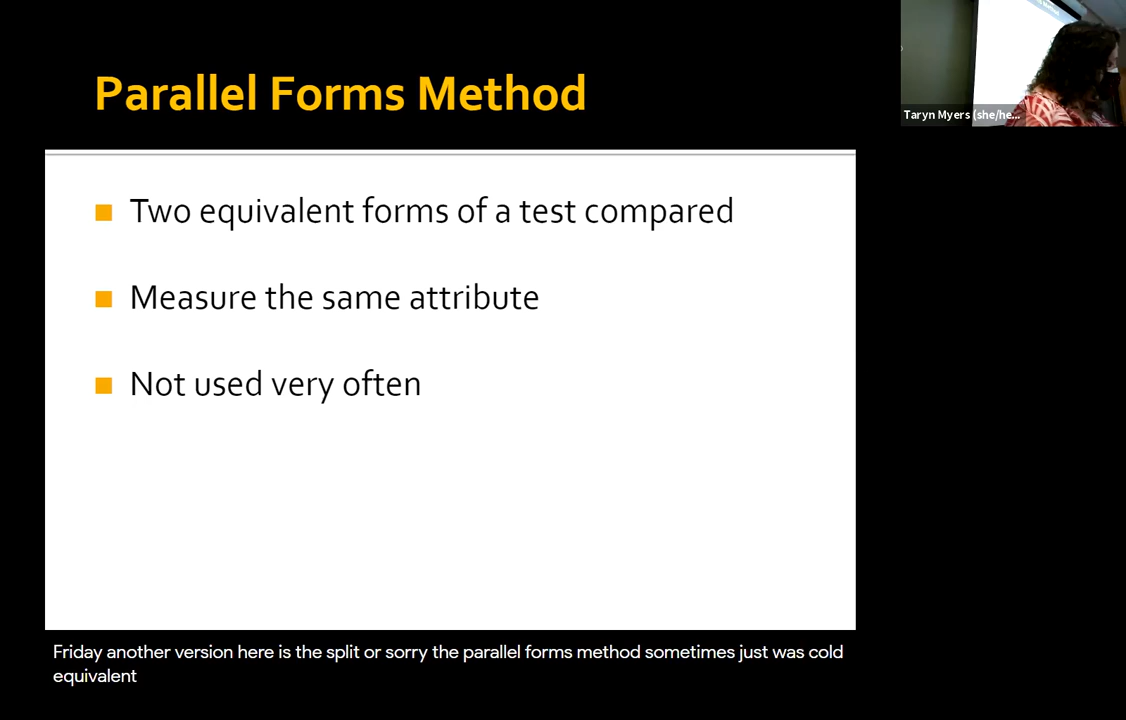 Parallel Forms Method
Taryn Myers (she/he...
Two equivalent forms of a test compared
Measure the same attribute
Not used very often
Friday another version here is the split or sorry the parallel forms method sometimes just was cold
equivalent